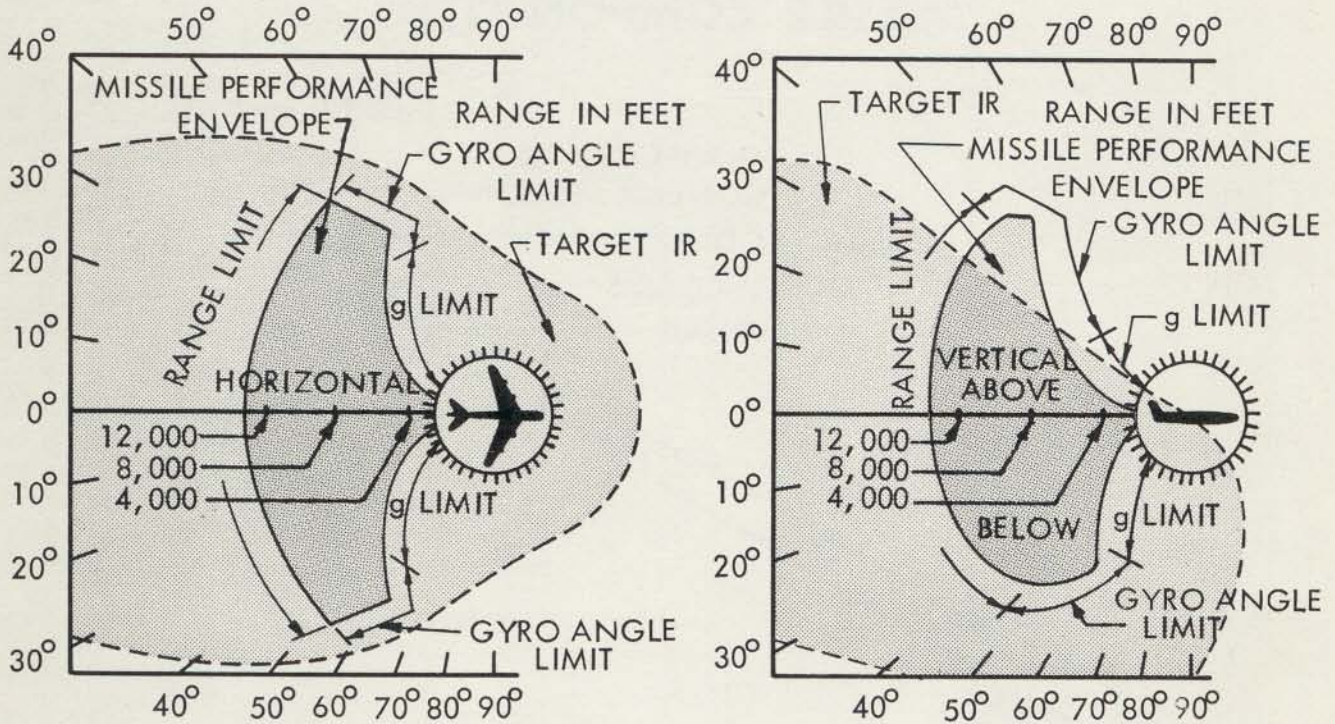 50° 60° 70° 80° 90°
40°
MISSILE PERFORMANCE
ENVELOPE
RANGE IN FEET
GYRO ANGLE
LIMIT
30°
RANGE LIMIT
TARGET IR
20°
g LIMIT
10°
HORIZONTAL
0°
12,000
8,000
4,000
10°
g LIMIT
20°
GYRO ANGLE
LIMIT
30°
40° 50° 60° 70° 80° 90°
50° 60° 70° 80° 90°
40°
TARGET IR
RANGE IN FEET
MISSILE PERFORMANCE
ENVELOPE
30°
GYRO ANGLE
LIMIT
RANGE LIMIT
20°
g LIMIT
10°
VERTICAL
ABOVE
0°
12,000
8,000
4,000
10°
BELOW
g LIMIT
20°
GYRO ANGLE
LIMIT
30°
40° 50° 60° 70° 80° 90°